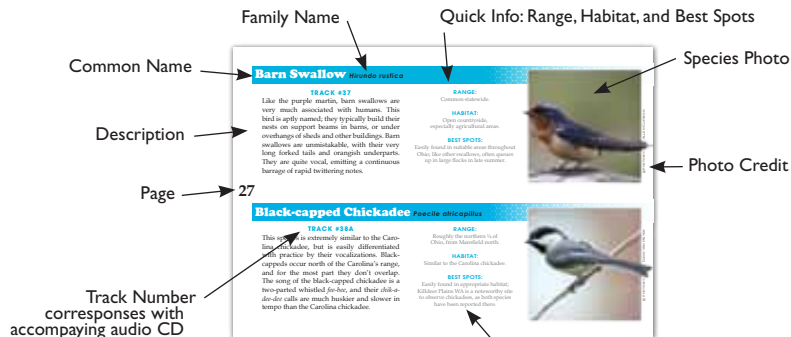 Family Name
Quick Info: Range, Habitat, and Best Spots
Common Name
Species Photo
Barn Swallow Hirundo rustica
TRACK #37
Like the purple martin, barn swallows are
very much associated with humans. This
bird is aptly named; they typically build their
nests on support beams in barns, or under
overhangs of sheds and other buildings. Barn
swallows are unmistakable, with their very
long forked tails and orangish underparts.
They are quite vocal, emitting a continuous
barrage of rapid twittering notes.
RANGE:
Common statewide.
HABITAT:
Open countryside,
especially agricultural areas.
BEST SPOTS:
Easily found in suitable areas throughout
Ohio; like other swallows, often queues
up in large flocks in late summer.
Description
Photo Credit
Page
27
Black-capped Chickadee Poecile atricapillus
TRACK #38A
This species is extremely similar to the Caro-
lina chickadee, but is easily differentiated
with practice by their vocalizations. Black-
cappeds occur north of the Carolina's range,
and for the most part they don't overlap.
The song of the black-capped chickadee is a
two-parted whistled fee-bee, and their chik-a-
dee-dee calls are much huskier and slower in
tempo than the Carolina chickadee.
RANGE:
Roughly the northern ⅓ of
Ohio, from Mansfield north.
HABITAT:
Similar to the Carolina chickadee.
BEST SPOTS:
Easily found in appropriate habitat;
Killdeer Plains WA is a noteworthy site
to observe chickadees, as both species
have been reported there.
Track Number
corresponses with
accompaying audio CD